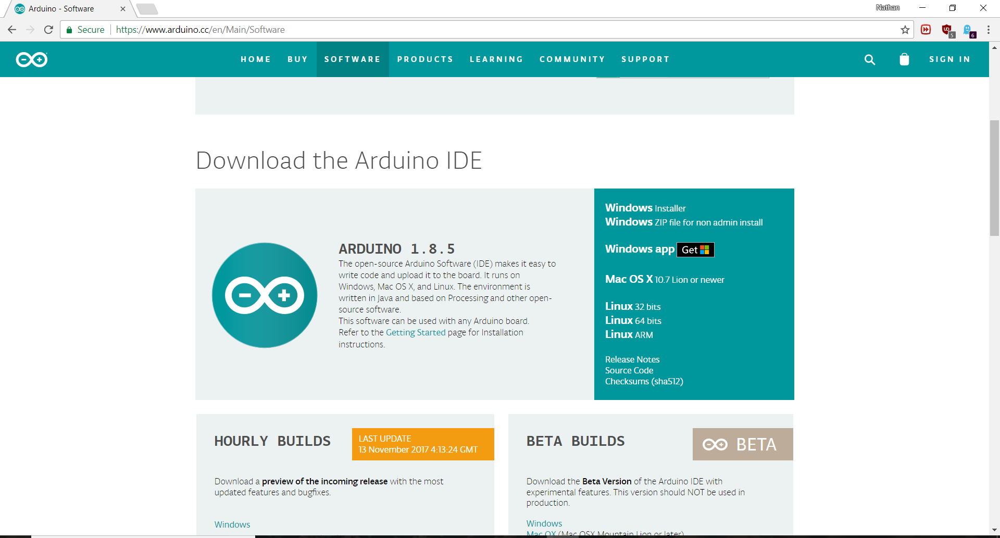 Arduino - Software
Nathan
Secure
https://www.arduino.cc/en/Main/Software
5
6
HOME BUY SOFTWARE PRODUCTS LEARNING COMMUNITY SUPPORT SIGN IN
Download the Arduino IDE
ARDUINO 1.8.5
The open-source Arduino Software (IDE) makes it easy to
write code and upload it to the board. It runs on
Windows, Mac OS X, and Linux. The environment is
written in Java and based on Processing and other open-
source software.
This software can be used with any Arduino board.
Refer to the Getting Started page for Installation
instructions.
Windows Installer
Windows ZIP file for non admin install
Windows app Get
Mac OS X 10.7 Lion or newer
Linux 32 bits
Linux 64 bits
Linux ARM
Release Notes
Source Code
Checksums (sha512)
HOURLY BUILDS
LAST UPDATE
13 November 2017 4:13:24 GMT
Download a preview of the incoming release with the most
updated features and bugfixes.
Windows
BETA BUILDS
BETA
Download the Beta Version of the Arduino IDE with
experimental features. This version should NOT be used in
production.
Windows
Mac OX (Mac OSX Mountain Lion or later)